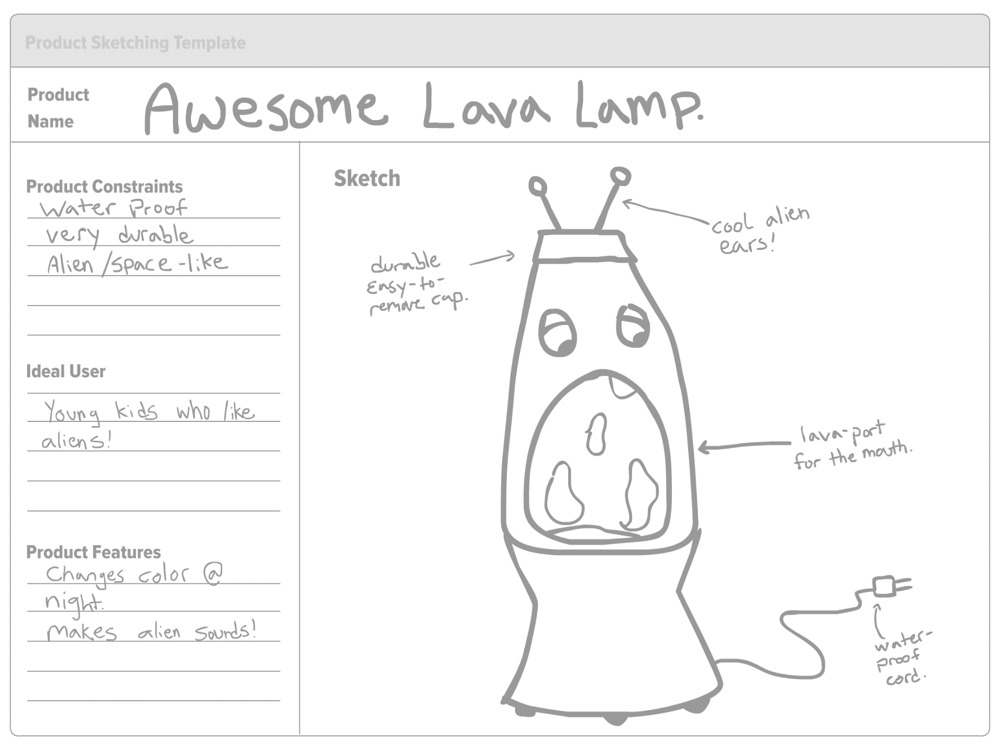 Product Sketching Template
Product
Name
Awesome Lava Lamp.
Product Constraints
Water Proof
very durable
Alien/space-like
Ideal User
Young kids who like
aliens!
Product Features
Changes color @
night.
makes alien sounds!
Sketch
cool alien
ears!
durable
easy-to-
remove cap.
lava-port
for the mouth.
water-
proof
cord.